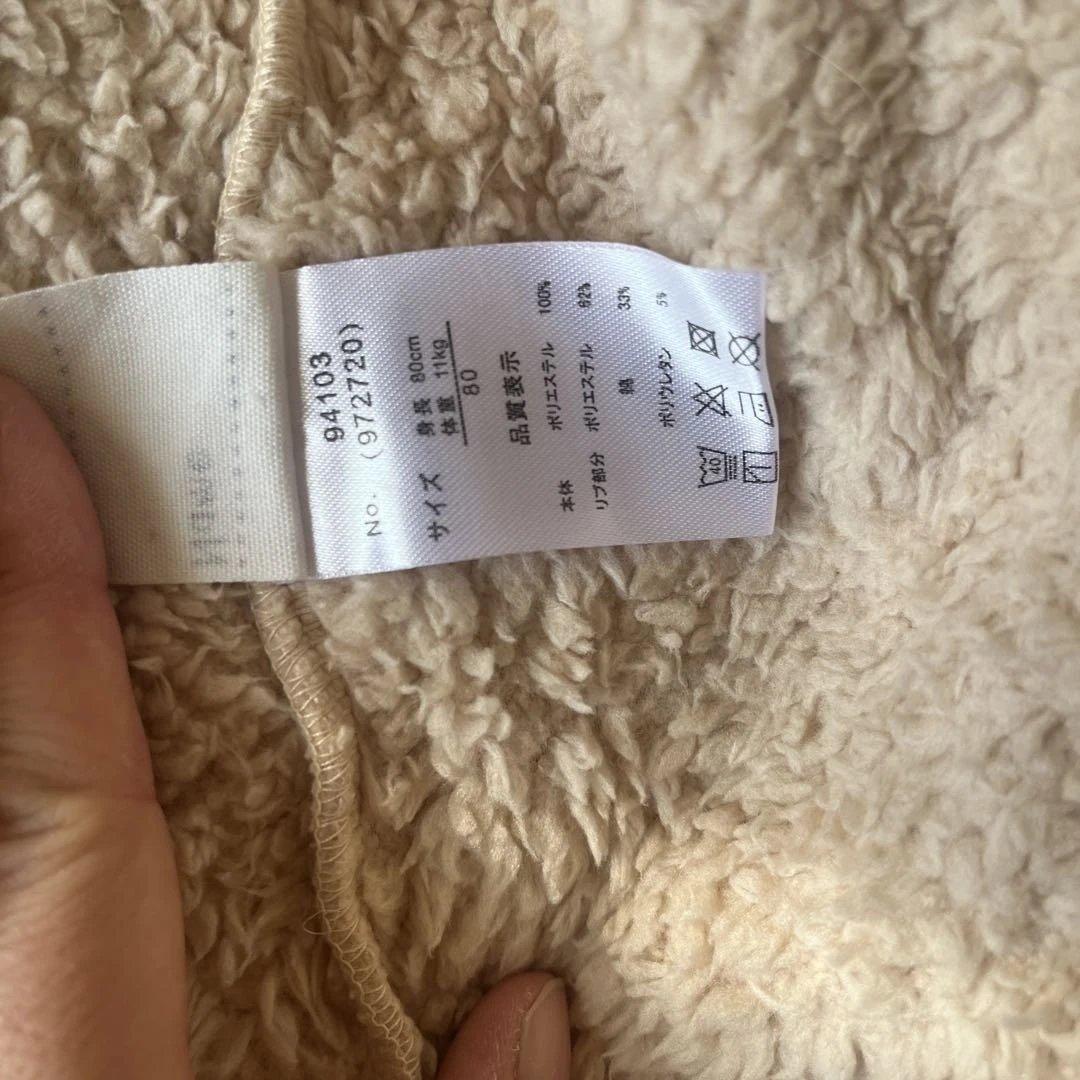 No. 94103
(972720)
サイズ 身長 80cm
体重 11kg
80
品質表示
本体 ポリエステル 100%
リブ部分 ポリエステル 62%
綿 33%
ポリウレタン 5%
40